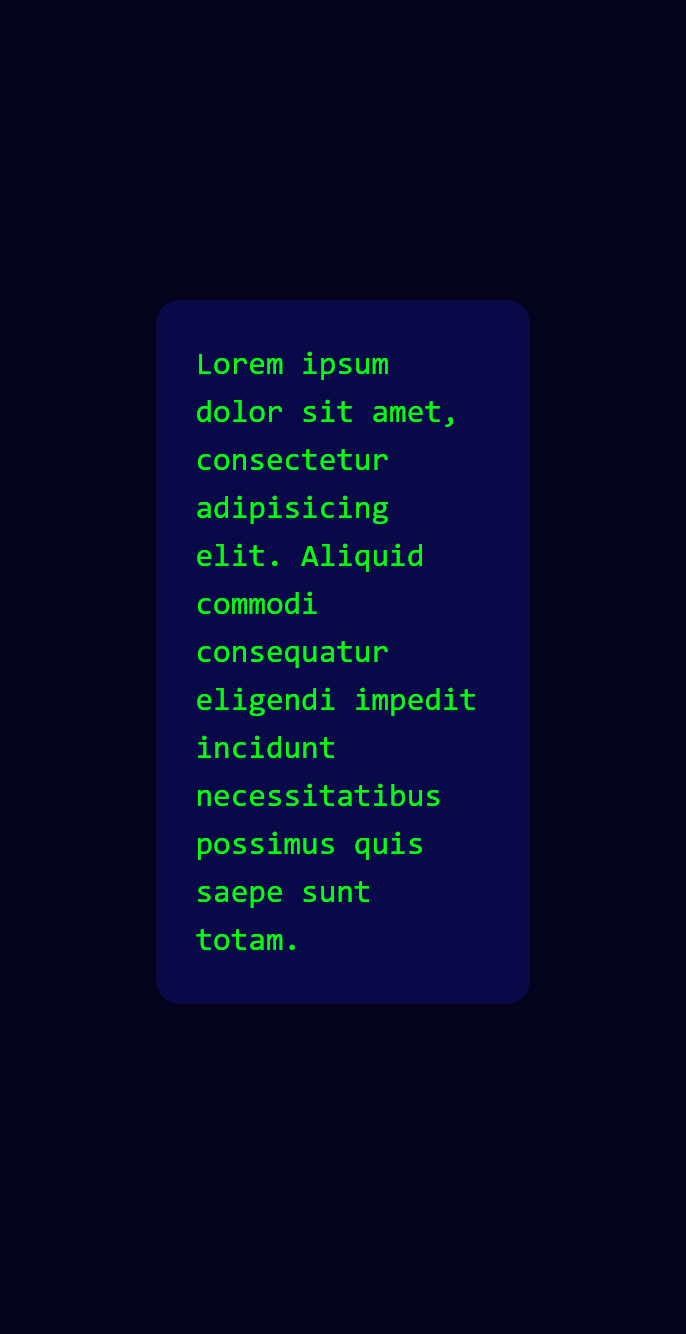 Lorem ipsum
dolor sit amet,
consectetur
adipisicing
elit. Aliquid
commodi
consequatur
eligendi impedit
incidunt
necessitatibus
possimus quis
saepe sunt
totam.